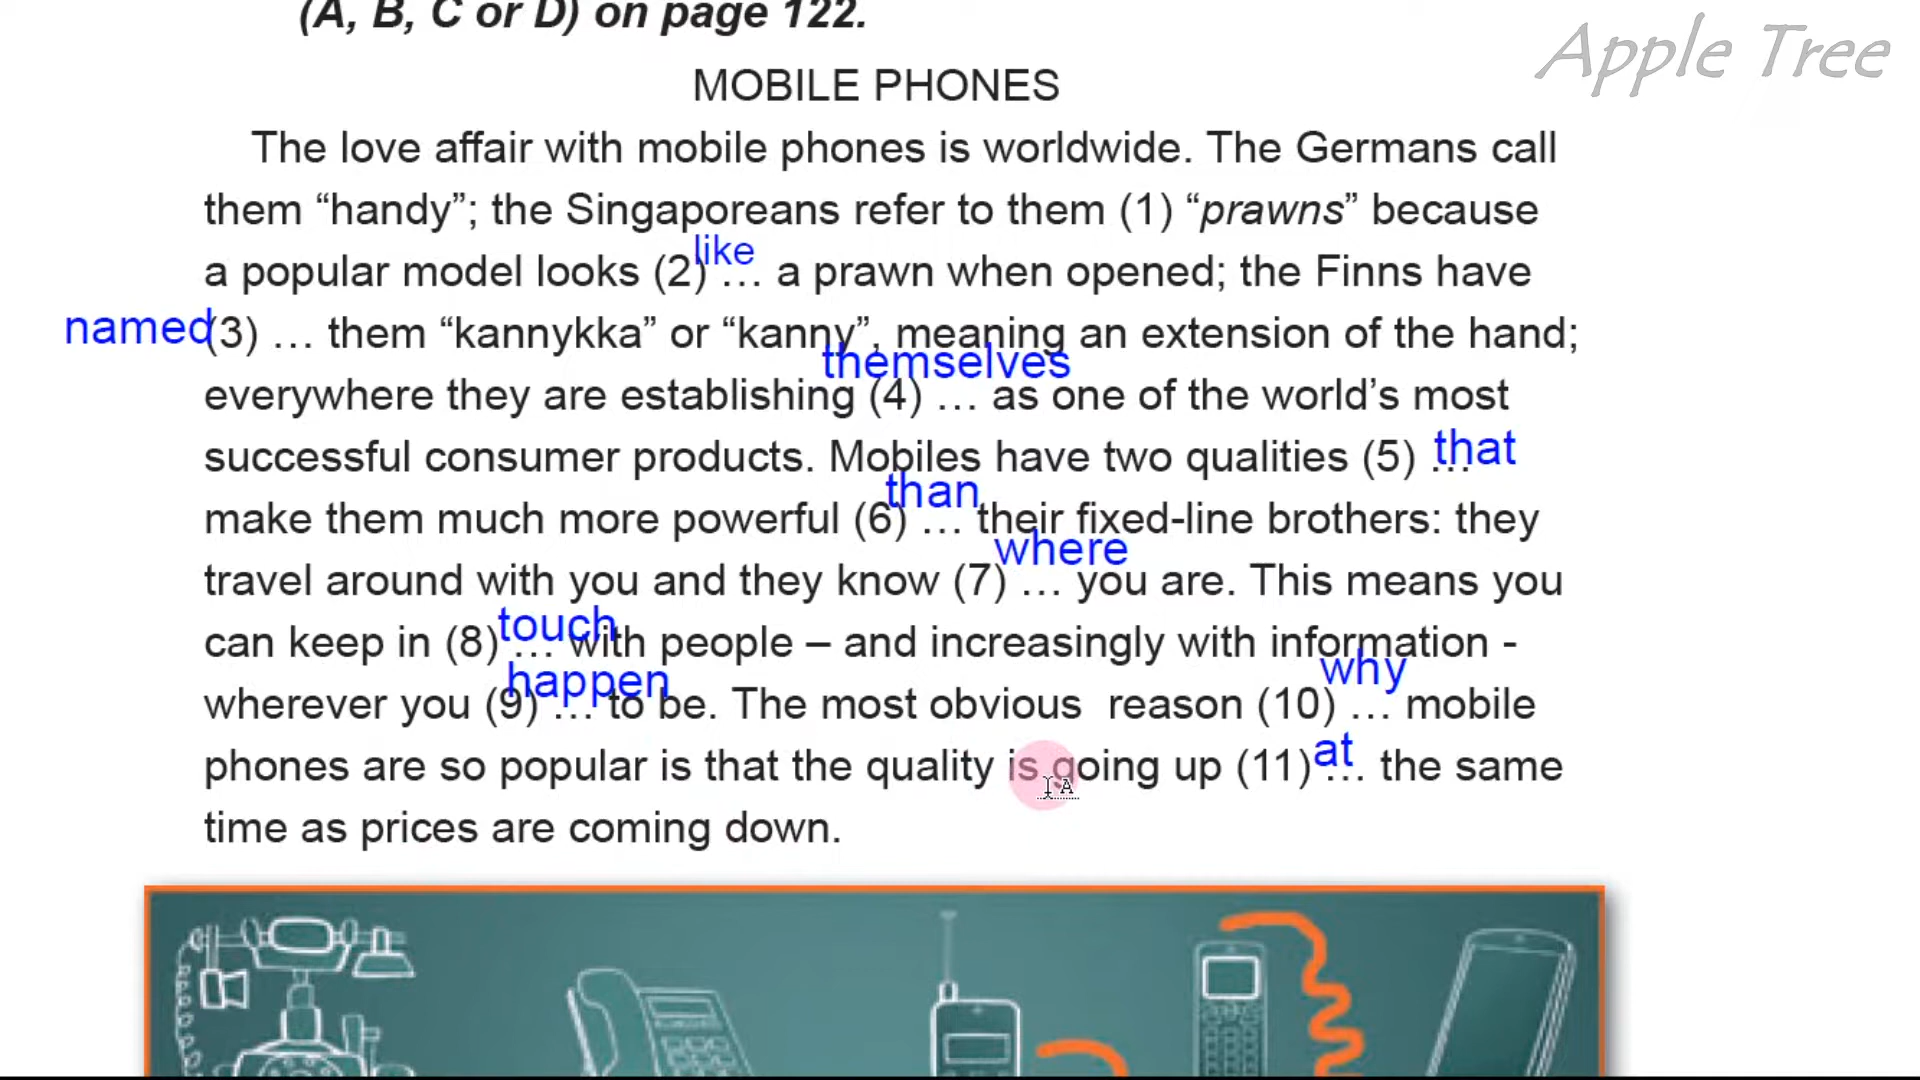 (A, B, C or D) on page 122.
Apple Tree
MOBILE PHONES
The love affair with mobile phones is worldwide. The Germans call
them “handy”; the Singaporeans refer to them (1) “prawns” because
like
a popular model looks (2) … a prawn when opened; the Finns have
named
(3) … them “kannykka” or “kanny”, meaning an extension of the hand;
themselves
everywhere they are establishing (4) … as one of the world’s most
successful consumer products. Mobiles have two qualities (5) … that
than
make them much more powerful (6) … their fixed-line brothers: they
where
travel around with you and they know (7) … you are. This means you
touch
can keep in (8) … with people – and increasingly with information -
happen
why
wherever you (9) … to be. The most obvious reason (10) … mobile
at
phones are so popular is that the quality is going up (11) … the same
time as prices are coming down.